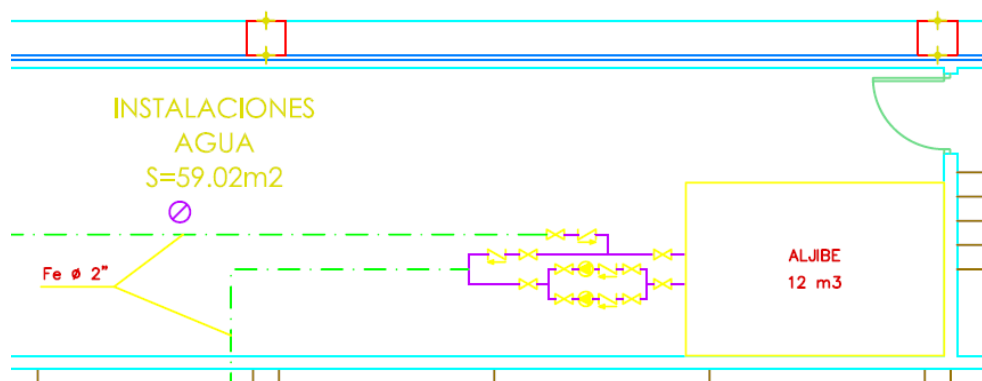 INSTALACIONES
AGUA
S=59.02m2
Fe ø 2"
ALJIBE
12 m3